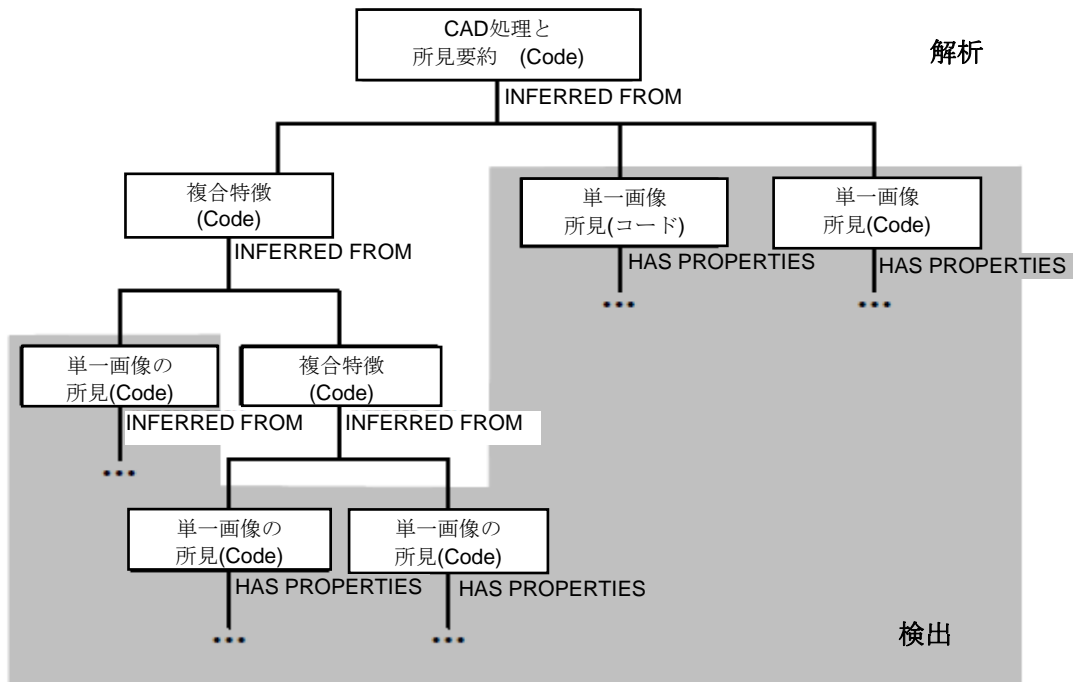 CAD処理と
所見要約 (Code)
解析
INFERRED FROM
複合特徴
(Code)
単一画像
所見(コード)
単一画像
所見(Code)
INFERRED FROM
HAS PROPERTIES
HAS PROPERTIES
•••
•••
単一画像の
所見(Code)
複合特徴
(Code)
INFERRED FROM
INFERRED FROM
•••
単一画像の
所見(Code)
単一画像の
所見(Code)
HAS PROPERTIES
HAS PROPERTIES
•••
•••
検出